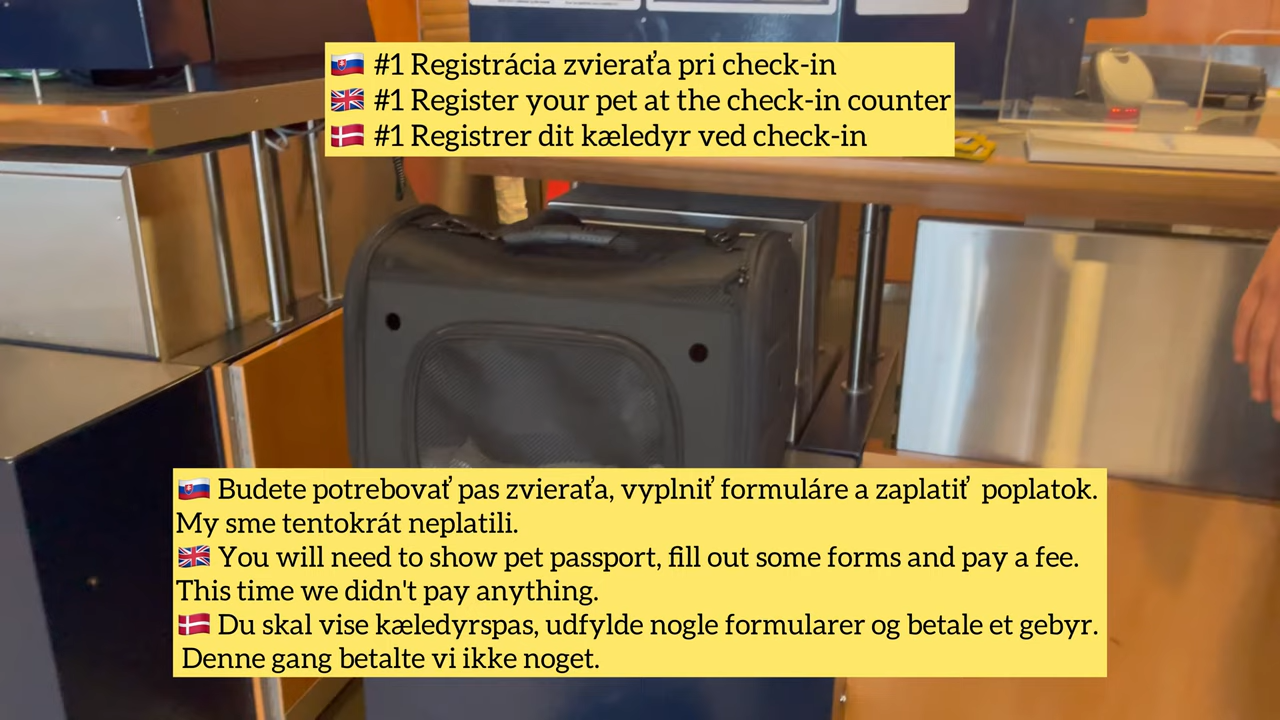 🇸🇰 #1 Registrácia zvieraťa pri check-in
🇬🇧 #1 Register your pet at the check-in counter
🇩🇰 #1 Registrer dit kæledyr ved check-in
🇸🇰 Budete potrebovať pas zvieraťa, vyplniť formuláre a zaplatiť poplatok.
My sme tentokrát neplatili.
🇬🇧 You will need to show pet passport, fill out some forms and pay a fee.
This time we didn't pay anything.
🇩🇰 Du skal vise kæledyrspas, udfylde nogle formularer og betale et gebyr.
Denne gang betalte vi ikke noget.